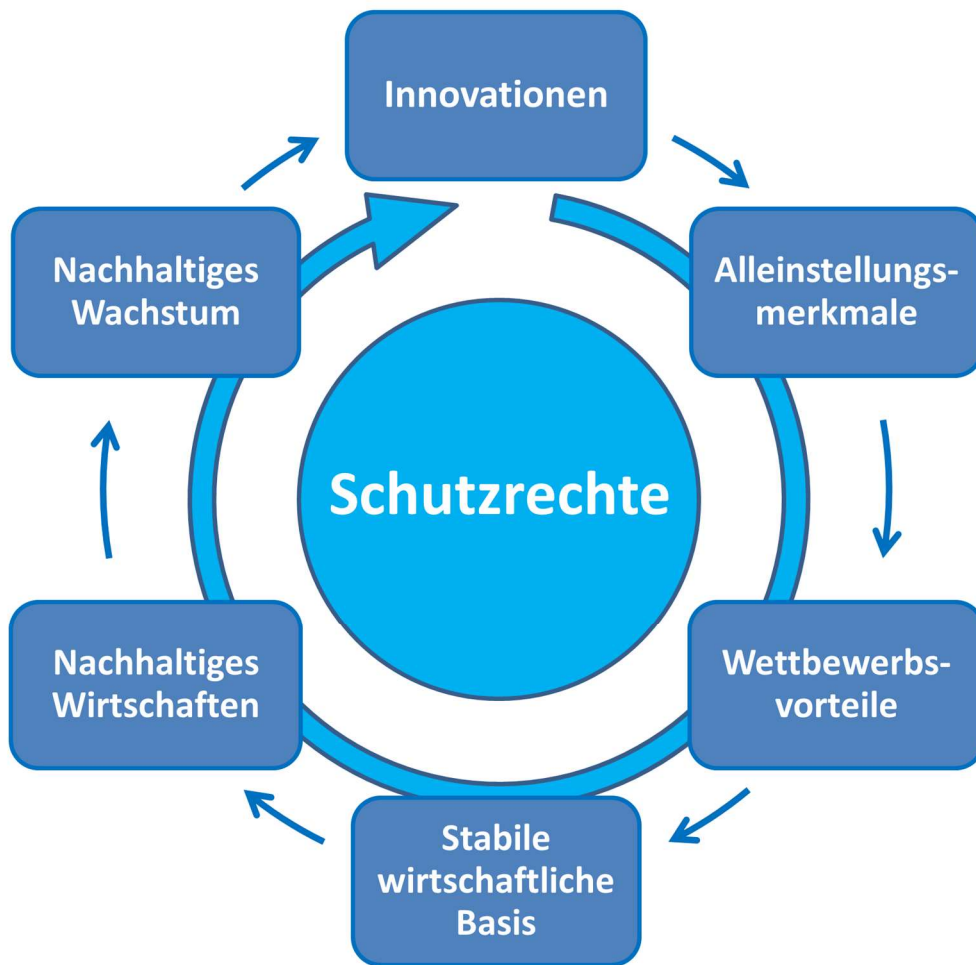 Innovationen
Alleinstellungs-
merkmale
Wettbewerbs-
vorteile
Stabile
wirtschaftliche
Basis
Nachhaltiges
Wirtschaften
Nachhaltiges
Wachstum
Schutzrechte